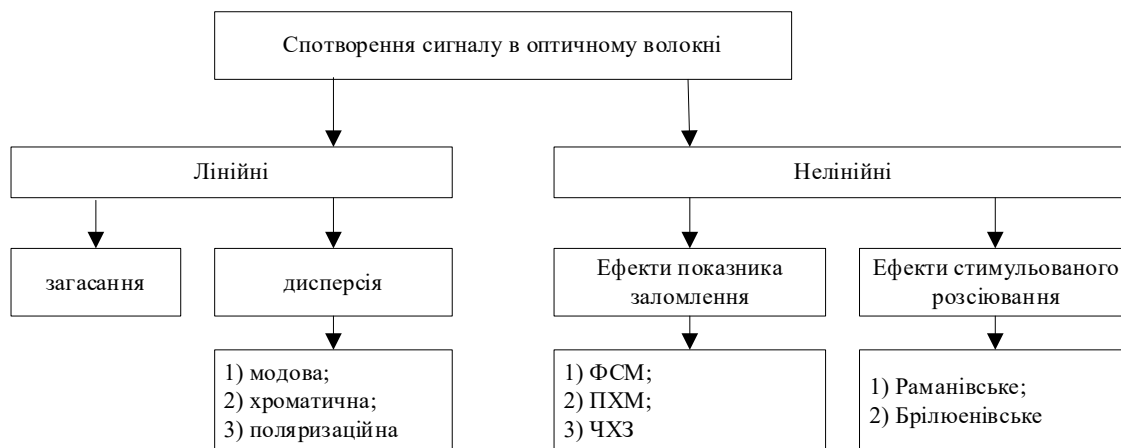 Спотворення сигналу в оптичному волокні
Лінійні
Нелінійні
загасання
дисперсія
Ефекти показника
заломлення
Ефекти стимульованого
розсіювання
1) модова;
2) хроматична;
3) поляризаційна
1) ФСМ;
2) ПХМ;
3) ЧХЗ
1) Раманівське;
2) Брілюенівське